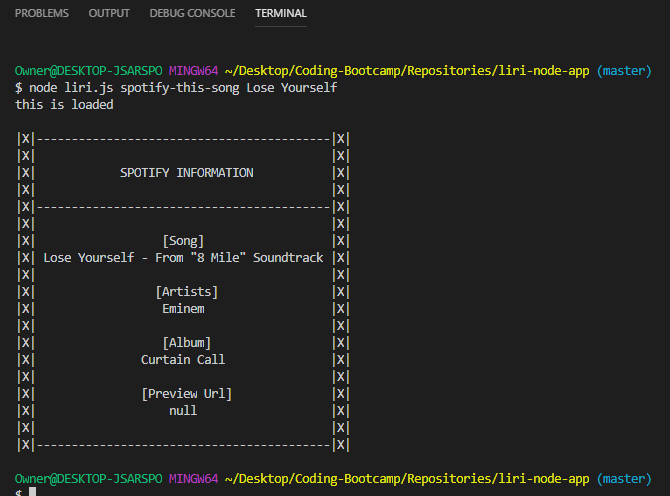 PROBLEMS OUTPUT DEBUG CONSOLE TERMINAL
Owner@DESKTOP-JSARSPO MINGW64 ~/Desktop/Coding-Bootcamp/Repositories/liri-node-app (master)
$ node liri.js spotify-this-song Lose Yourself
this is loaded
|X|------------------------------------------|X|
|X|                                          |X|
|X|            SPOTIFY INFORMATION           |X|
|X|                                          |X|
|X|------------------------------------------|X|
|X|                                          |X|
|X|                  [Song]                  |X|
|X| Lose Yourself - From "8 Mile" Soundtrack |X|
|X|                                          |X|
|X|                 [Artists]                |X|
|X|                  Eminem                  |X|
|X|                                          |X|
|X|                  [Album]                 |X|
|X|               Curtain Call               |X|
|X|                                          |X|
|X|               [Preview Url]              |X|
|X|                   null                   |X|
|X|                                          |X|
|X|------------------------------------------|X|
Owner@DESKTOP-JSARSPO MINGW64 ~/Desktop/Coding-Bootcamp/Repositories/liri-node-app (master)
$